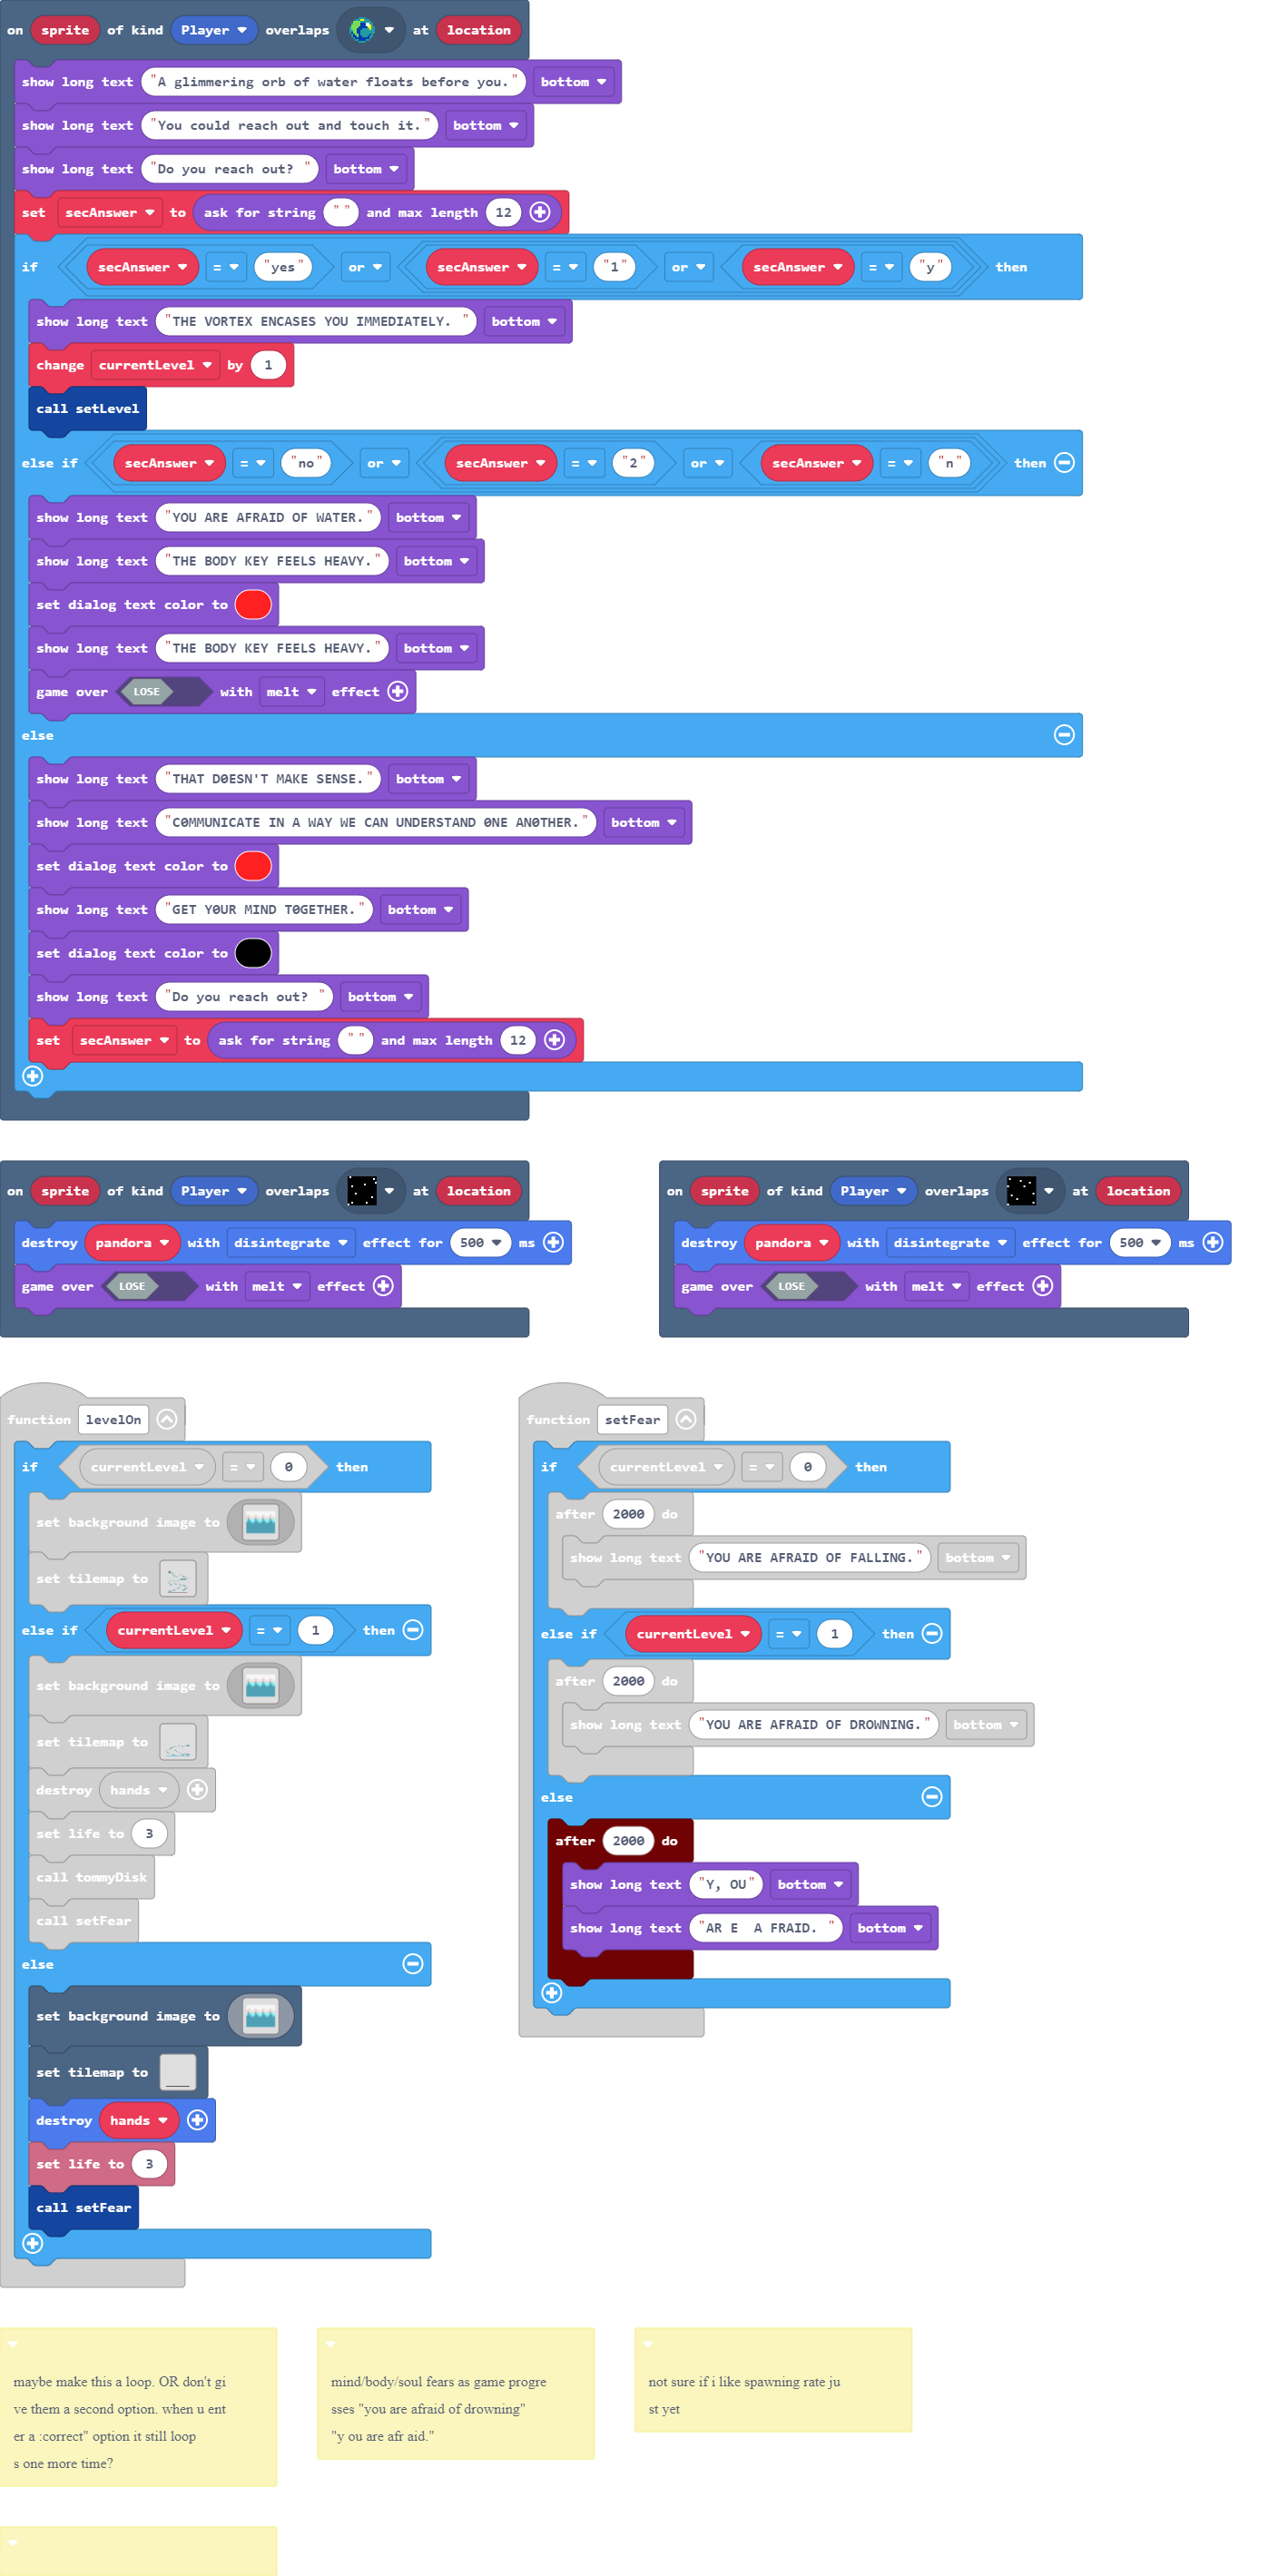 on sprite of kind Player overlaps at location
show long text "A glimmering orb of water floats before you." bottom
show long text "You could reach out and touch it." bottom
show long text "Do you reach out? " bottom
set secAnswer to ask for string "" and max length 12
if secAnswer = "yes" or secAnswer = "1" or secAnswer = "y" then
show long text "THE VORTEX ENCASES YOU IMMEDIATELY. " bottom
change currentLevel by 1
call setLevel
else if secAnswer = "no" or secAnswer = "2" or secAnswer = "n" then
show long text "YOU ARE AFRAID OF WATER." bottom
show long text "THE BODY KEY FEELS HEAVY." bottom
set dialog text color to
show long text "THE BODY KEY FEELS HEAVY." bottom
game over LOSE with melt effect
else
show long text "THAT D0ESN'T MAKE SENSE." bottom
show long text "C0MMUNICATE IN A WAY WE CAN UNDERSTAND 0NE AN0THER." bottom
set dialog text color to
show long text "GET Y0UR MIND T0GETHER." bottom
set dialog text color to
show long text "Do you reach out? " bottom
set secAnswer to ask for string "" and max length 12
on sprite of kind Player overlaps at location
destroy pandora with disintegrate effect for 500 ms
game over LOSE with melt effect
on sprite of kind Player overlaps at location
destroy pandora with disintegrate effect for 500 ms
game over LOSE with melt effect
function levelOn
if currentLevel = 0 then
set background image to
set tilemap to
else if currentLevel = 1 then
set background image to
set tilemap to
destroy hands
set life to 3
call tommyDisk
call setFear
else
set background image to
set tilemap to
destroy hands
set life to 3
call setFear
function setFear
if currentLevel = 0 then
after 2000 do
show long text "YOU ARE AFRAID OF FALLING." bottom
else if currentLevel = 1 then
after 2000 do
show long text "YOU ARE AFRAID OF DROWNING." bottom
else
after 2000 do
show long text "Y, OU" bottom
show long text "AR E  A FRAID. " bottom
maybe make this a loop. OR don't gi
ve them a second option. when u ent
er a :correct" option it still loop
s one more time?
mind/body/soul fears as game progre
sses "you are afraid of drowning"
"y ou are afr aid."
not sure if i like spawning rate ju
st yet